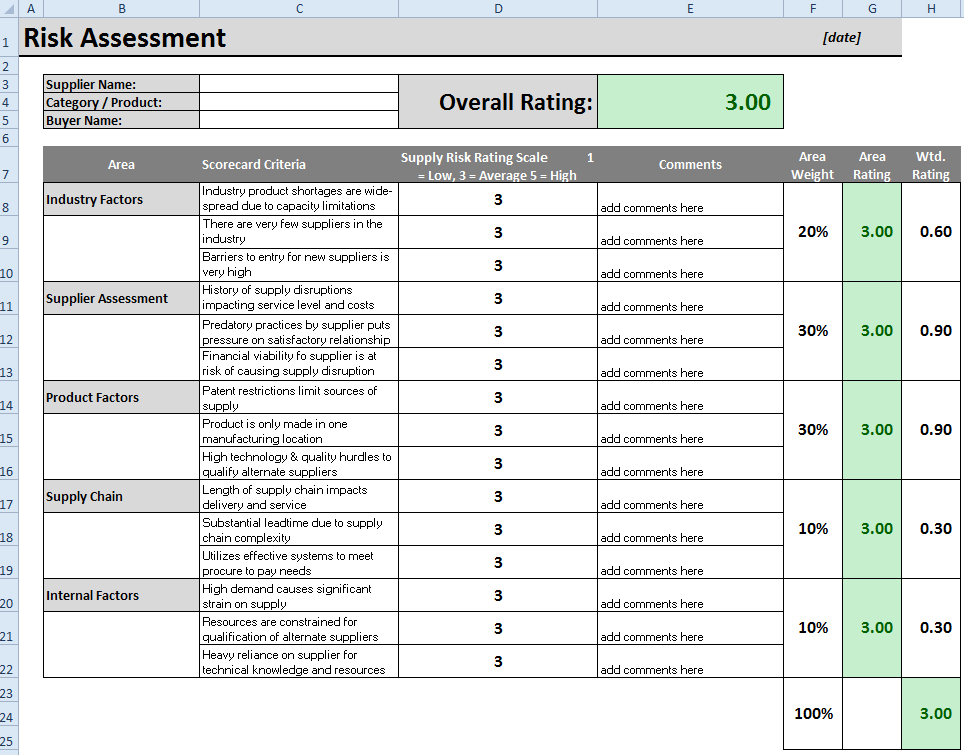 A B C D E F G H
1 Risk Assessment [date]
2
3 Supplier Name:
4 Category / Product: Overall Rating: 3.00
5 Buyer Name:
6
Supply Risk Rating Scale 1 Area Area Wtd.
Area Scorecard Criteria Comments
7 = Low, 3 = Average 5 = High Weight Rating Rating
Industry Factors Industry product shortages are wide- 3
8 spread due to capacity limitations add comments here
There are very few suppliers in the 3 20% 3.00 0.60
9 industry add comments here
Barriers to entry for new suppliers is 3
10 very high add comments here
Supplier Assessment History of supply disruptions 3
11 impacting service level and costs add comments here
Predatory practices by supplier puts 3 30% 3.00 0.90
12 pressure on satisfactory relationship add comments here
Financial viability fo supplier is at 3
13 risk of causing supply disruption add comments here
Product Factors Patent restrictions limit sources of 3
14 supply add comments here
Product is only made in one 3 30% 3.00 0.90
15 manufacturing location add comments here
High technology & quality hurdles to 3
16 qualify alternate suppliers add comments here
Supply Chain Length of supply chain impacts 3
17 delivery and service add comments here
Substantial leadtime due to supply 3 10% 3.00 0.30
18 chain complexity add comments here
Utilizes effective systems to meet 3
19 procure to pay needs add comments here
Internal Factors High demand causes significant 3
20 strain on supply add comments here
Resources are constrained for 3 10% 3.00 0.30
21 qualification of alternate suppliers add comments here
Heavy reliance on supplier for 3
22 technical knowledge and resources add comments here
23
24 100% 3.00
25